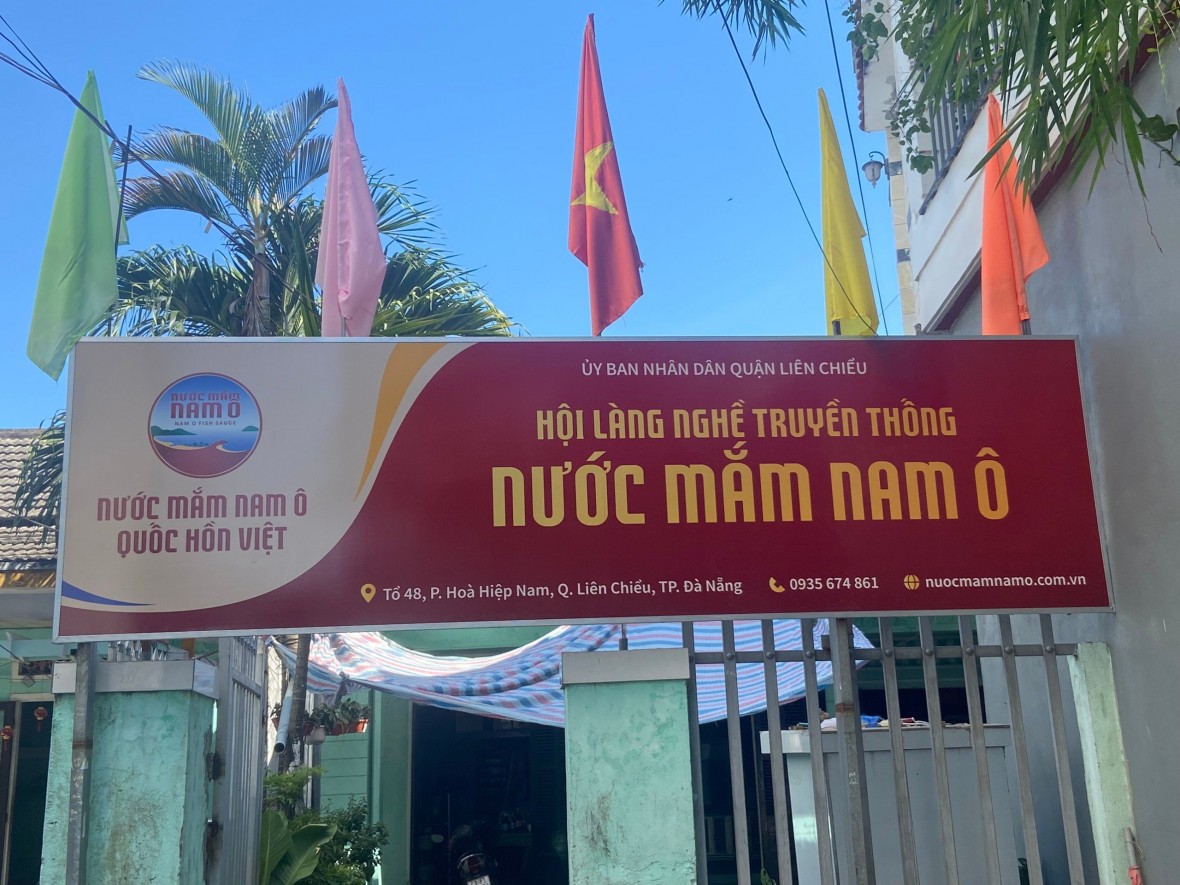 NƯỚC MẮM
NAM Ô
NAM O FISH SAUCE
NƯỚC MẮM NAM Ô
QUỐC HỒN VIỆT
ỦY BAN NHÂN DÂN QUẬN LIÊN CHIỂU
HỘI LÀNG NGHỀ TRUYỀN THỐNG
NƯỚC MẮM NAM Ô
Tổ 48, P. Hoà Hiệp Nam, Q. Liên Chiểu, TP. Đà Nẵng
0935 674 861
nuocmamnamo.com.vn